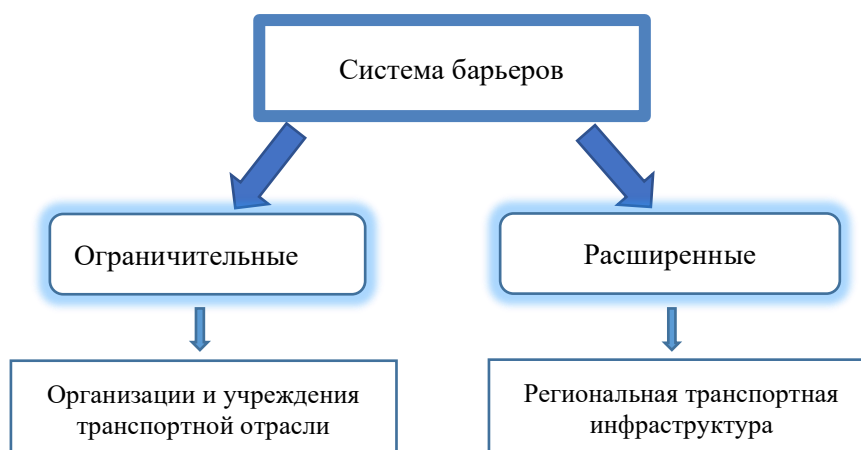 Система барьеров
Ограничительные
Расширенные
Организации и учреждения
транспортной отрасли
Региональная транспортная
инфраструктура